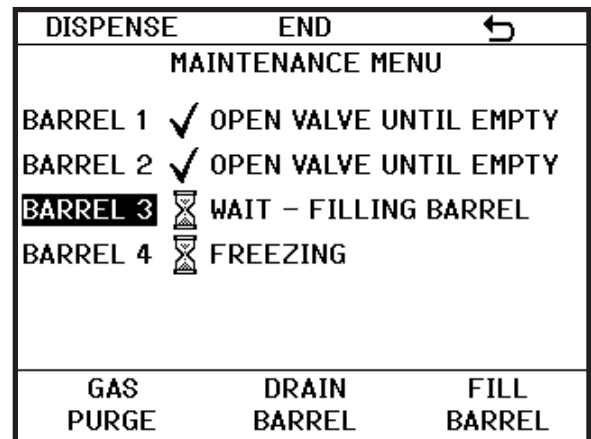 DISPENSE END
MAINTENANCE MENU
BARREL 1 OPEN VALVE UNTIL EMPTY
BARREL 2 OPEN VALVE UNTIL EMPTY
BARREL 3 WAIT – FILLING BARREL
BARREL 4 FREEZING
GAS DRAIN FILL
PURGE BARREL BARREL